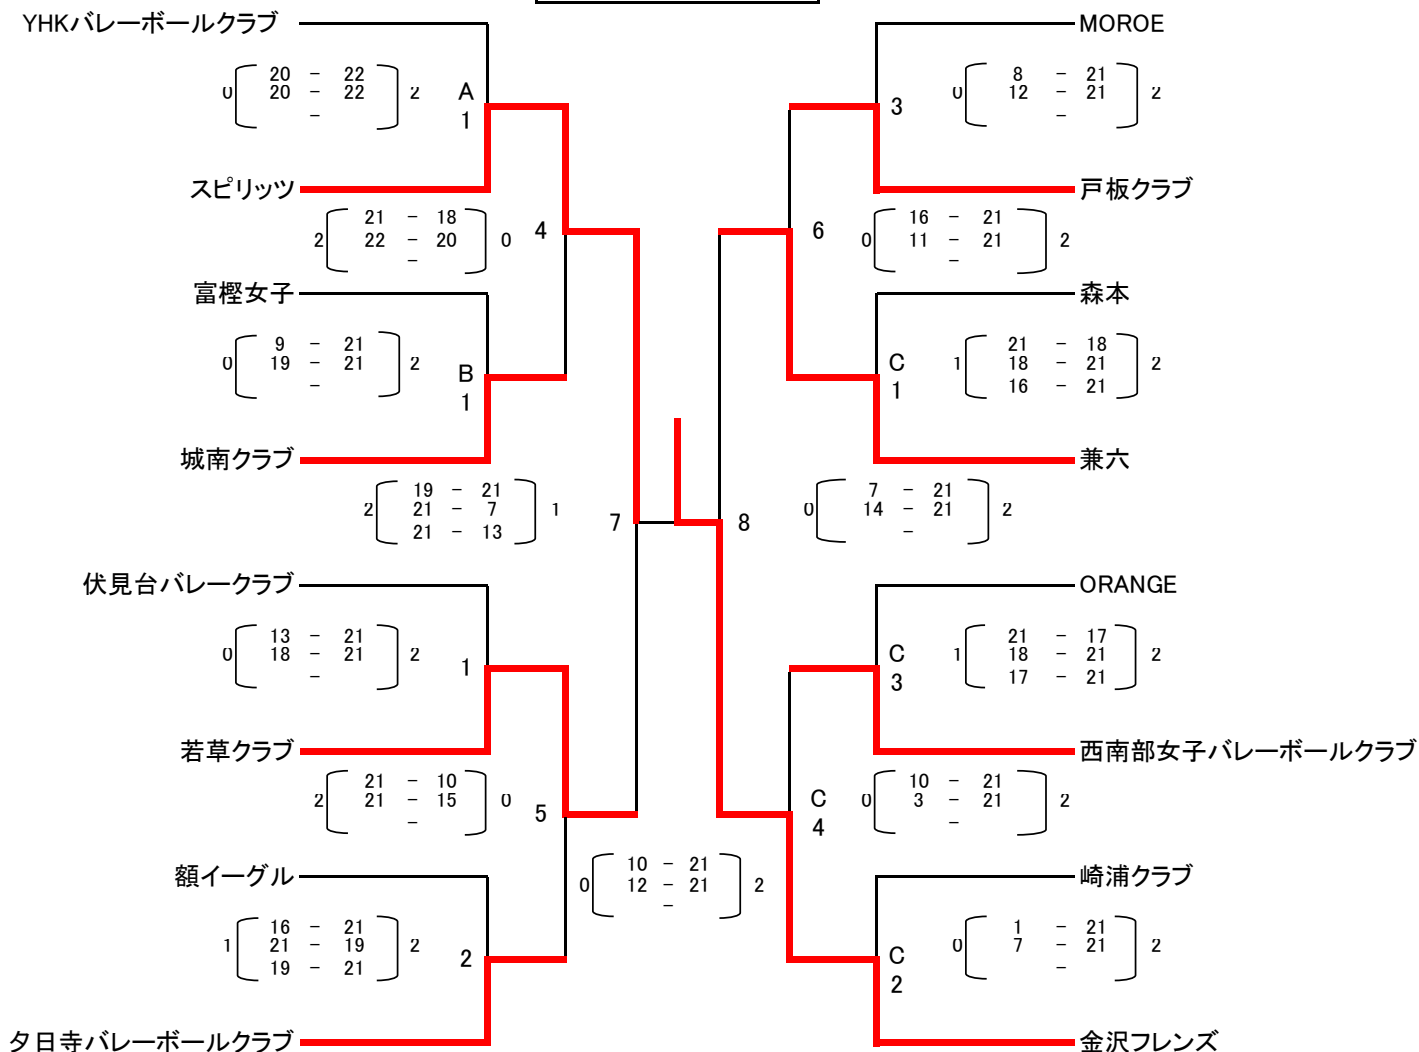 YHKバレーボールクラブ
MOROE
20 - 22
0 20 - 22 2
-
A
1
3
8 - 21
0 12 - 21 2
-
スピリッツ
戸板クラブ
21 - 18
2 22 - 20 0
-
4
6
16 - 21
0 11 - 21 2
-
富樫女子
森本
9 - 21
0 19 - 21 2
-
B
1
C
1
21 - 18
1 18 - 21 2
16 - 21
城南クラブ
兼六
19 - 21
2 21 - 7 1
21 - 13
7
8
7 - 21
0 14 - 21 2
-
伏見台バレークラブ
ORANGE
13 - 21
0 18 - 21 2
-
1
C
3
21 - 17
1 18 - 21 2
17 - 21
若草クラブ
西南部女子バレーボールクラブ
21 - 10
2 21 - 15 0
-
5
C
4
10 - 21
0 3 - 21 2
-
額イーグル
崎浦クラブ
10 - 21
0 12 - 21 2
-
16 - 21
1 21 - 19 2
19 - 21
2
C
2
1 - 21
0 7 - 21 2
-
夕日寺バレーボールクラブ
金沢フレンズ